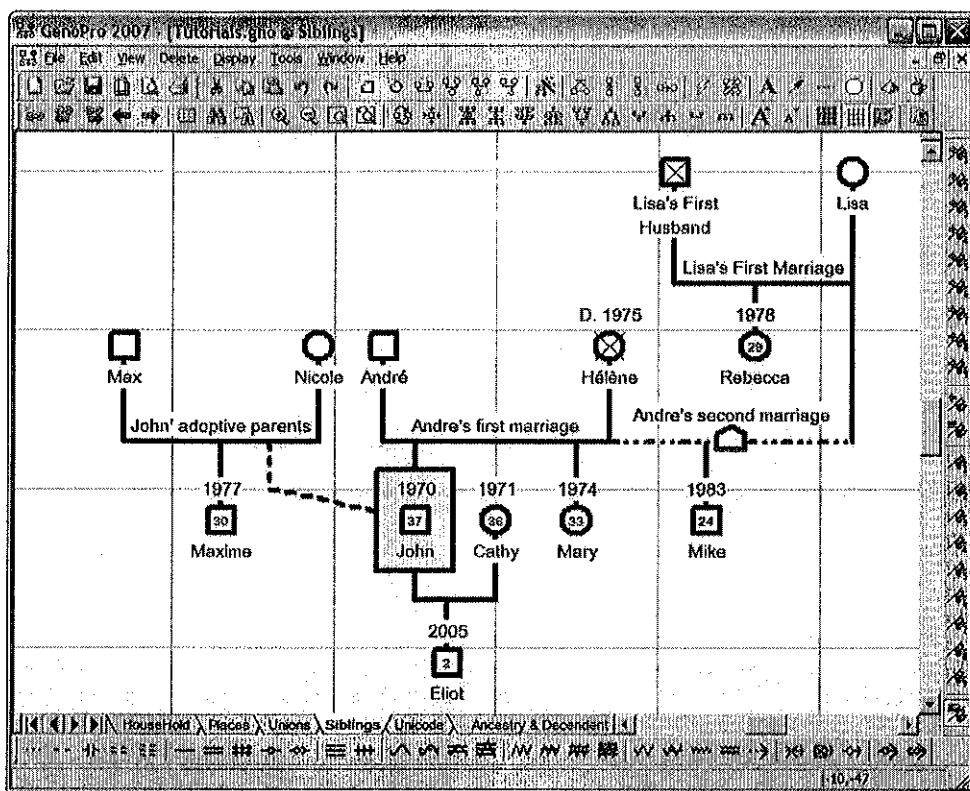 GenoPro 2007 - [Tutorials.gno @ Siblings]
File Edit View Delete Display Tools Window Help
Lisa's First
Husband
Lisa
Lisa's First Marriage
D. 1975
1978
29
Max
Nicole
André
Hélène
Rebecca
John' adoptive parents
Andre's first marriage
Andre's second marriage
1977
1970
1971
1974
1983
30
37
36
33
24
Maxime
John
Cathy
Mary
Mike
2005
2
Eliot
HouseHold Places Unions Siblings Unicode Ancestry & Decendent
-10,-47